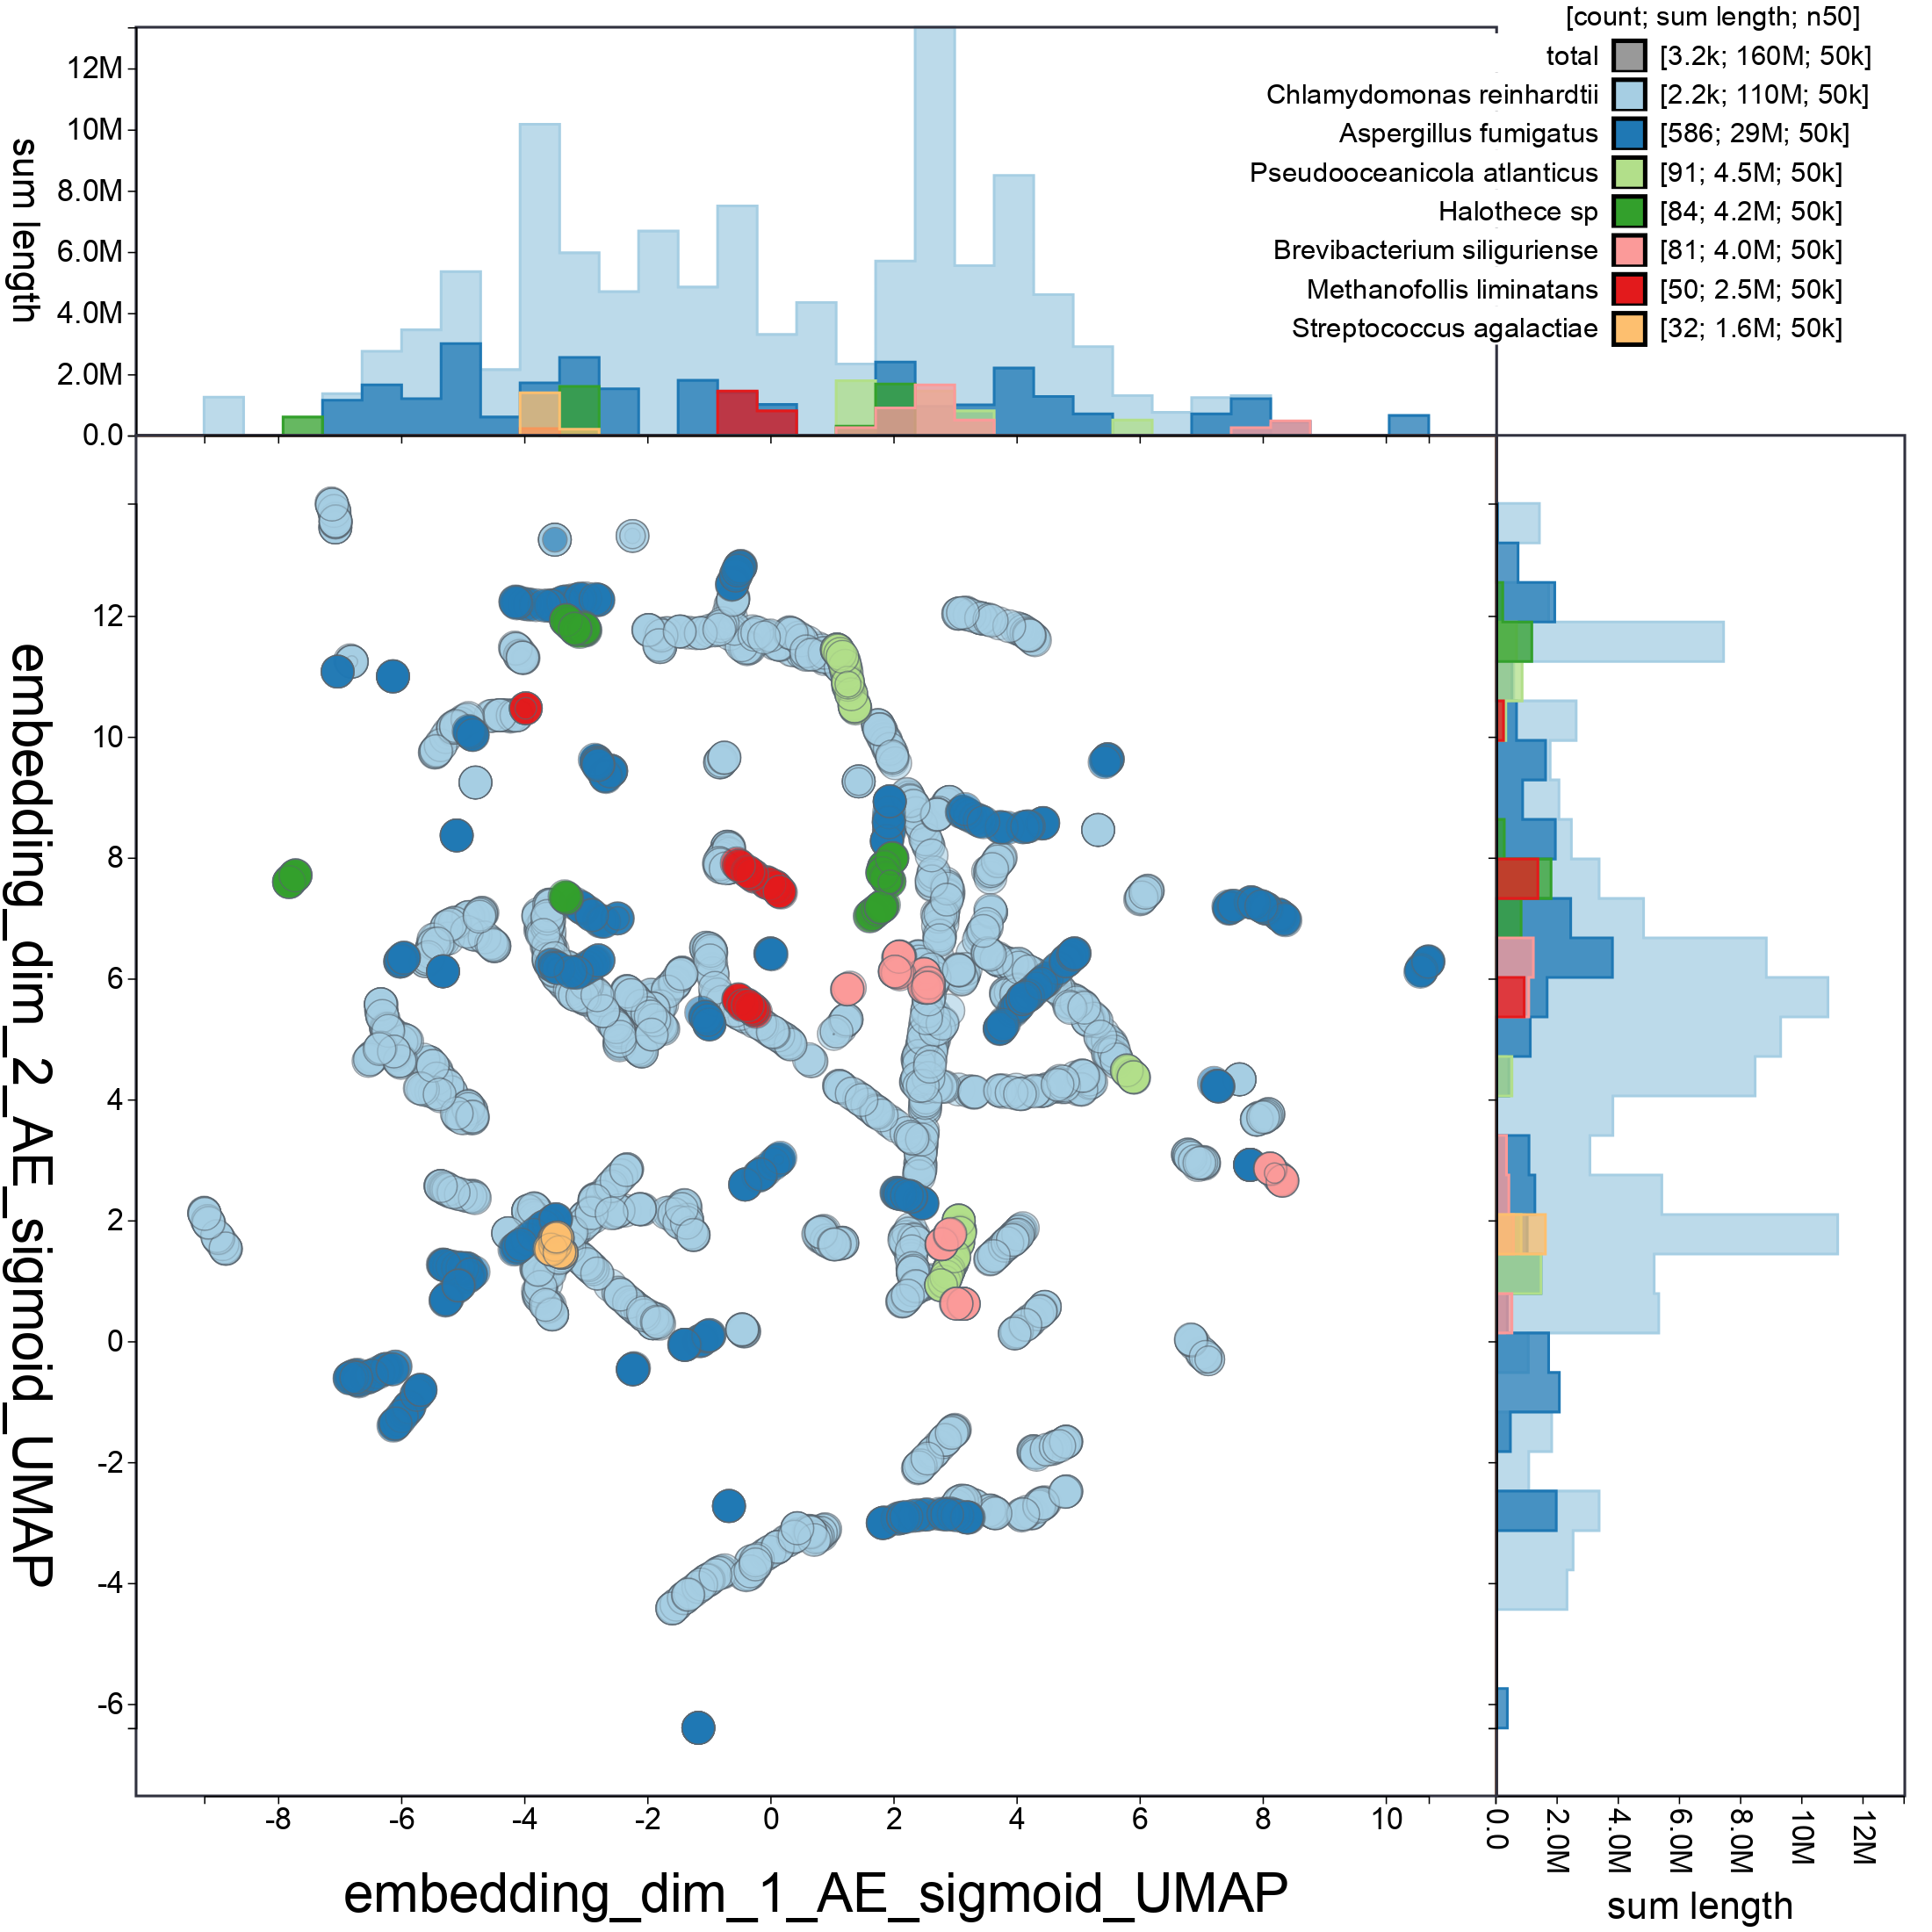 [count; sum length; n50]
total [3.2k; 160M; 50k]
Chlamydomonas reinhardtii [2.2k; 110M; 50k]
Aspergillus fumigatus [586; 29M; 50k]
Pseudooceanicola atlanticus [91; 4.5M; 50k]
Halothece sp [84; 4.2M; 50k]
Brevibacterium siliguriense [81; 4.0M; 50k]
Methanofollis liminatans [50; 2.5M; 50k]
Streptococcus agalactiae [32; 1.6M; 50k]
sum length
12M
10M
8.0M
6.0M
4.0M
2.0M
0.0
embedding_dim_2_AE_sigmoid_UMAP
12
10
8
6
4
2
0
-2
-4
-6
-8 -6 -4 -2 0 2 4 6 8 10
embedding_dim_1_AE_sigmoid_UMAP
0.0 2.0M 4.0M 6.0M 8.0M 10M 12M
sum length